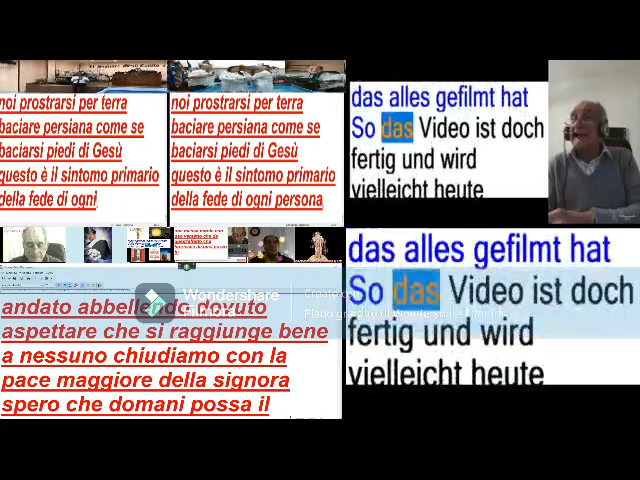 noi prostrarsi per terra
baciare persiana come se
baciarsi piedi di Gesù
questo è il sintomo primario
della fede di ogni
noi prostrarsi per terra
baciare persiana come se
baciarsi piedi di Gesù
questo è il sintomo primario
della fede di ogni persona
das alles gefilmt hat
So das Video ist doch
fertig und wird
vielleicht heute
andato abbellendo dovuto
aspettare che si raggiunge bene
a nessuno chiudiamo con la
pace maggiore della signora
spero che domani possa il
Wondershare
Filmora
Creato con
das alles gefilmt hat
So das Video ist doch
fertig und wird
vielleicht heute